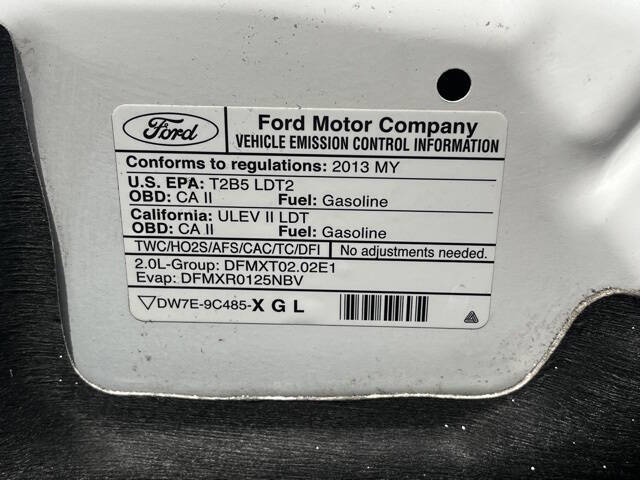 Ford
Ford Motor Company
VEHICLE EMISSION CONTROL INFORMATION
Conforms to regulations: 2013 MY
U.S. EPA: T2B5 LDT2
OBD: CA II Fuel: Gasoline
California: ULEV II LDT
OBD: CA II Fuel: Gasoline
TWC/HO2S/AFS/CAC/TC/DFI No adjustments needed.
2.0L-Group: DFMXT02.02E1
Evap: DFMXR0125NBV
DW7E-9C485-X G L